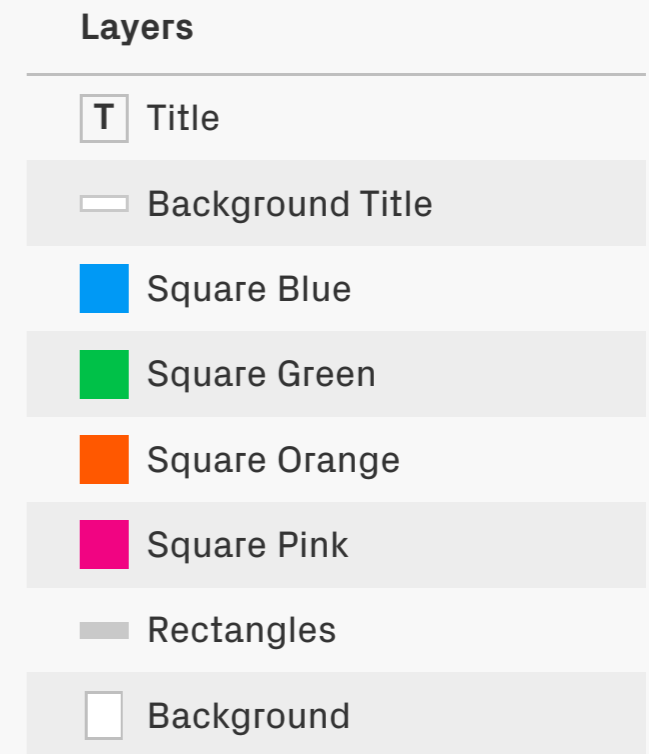 Layers
T Title
Background Title
Square Blue
Square Green
Square Orange
Square Pink
Rectangles
Background